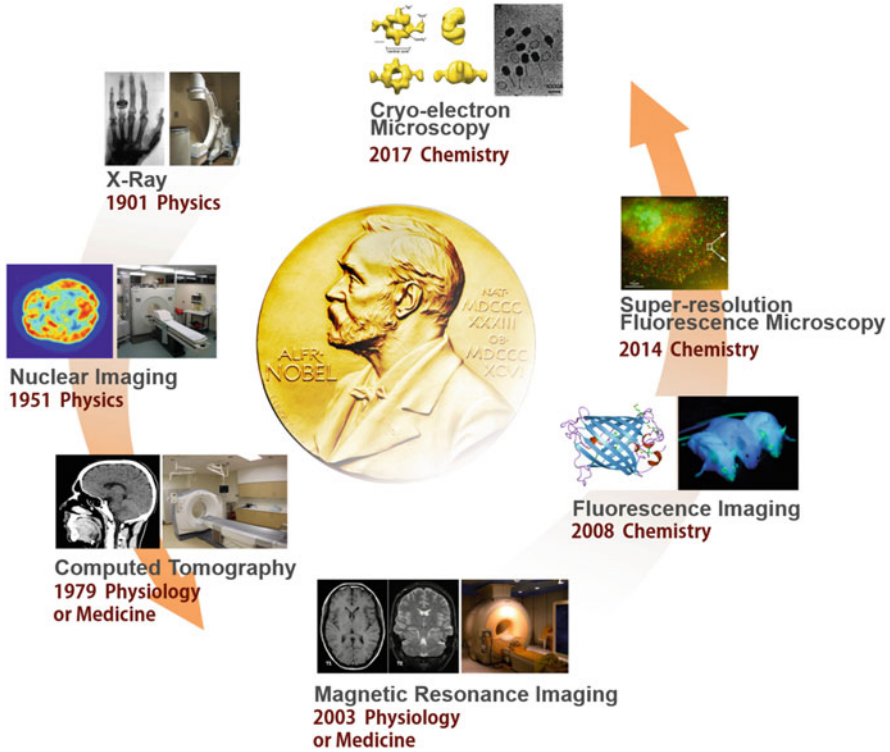 Cryo-electron
Microscopy
2017 Chemistry
X-Ray
1901 Physics
Nuclear Imaging
1951 Physics
Computed Tomography
1979 Physiology
or Medicine
Magnetic Resonance Imaging
2003 Physiology
or Medicine
Fluorescence Imaging
2008 Chemistry
Super-resolution
Fluorescence Microscopy
2014 Chemistry
ALFR·
NOBEL
NAT·
MDCCC
XXXIII
OB·
MDCCC
XCVI